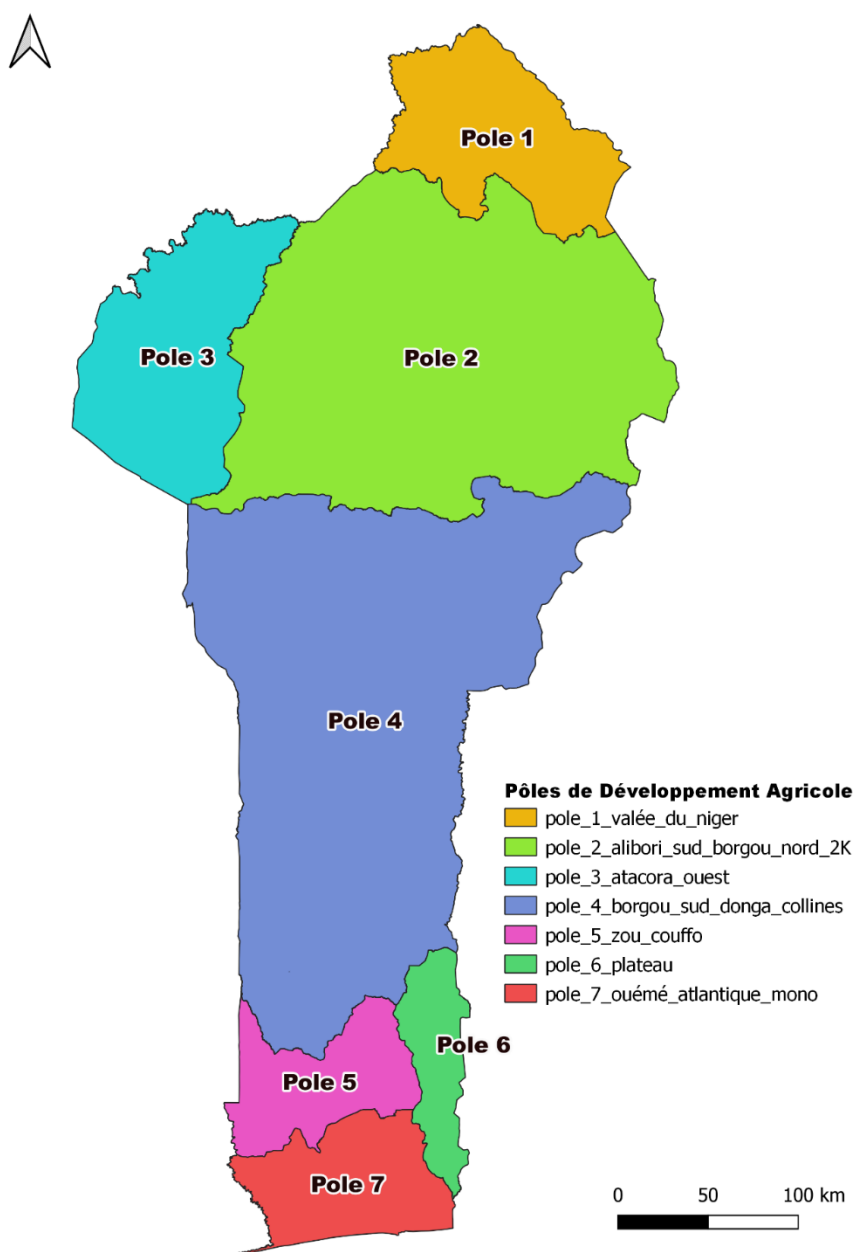 Pole 1
Pole 3
Pole 2
Pole 4
Pôles de Développement Agricole
pole_1_valée_du_niger
pole_2_alibori_sud_borgou_nord_2K
pole_3_atacora_ouest
pole_4_borgou_sud_donga_collines
pole_5_zou_couffo
pole_6_plateau
pole_7_ouémé_atlantique_mono
Pole 6
Pole 5
Pole 7
0 50 100 km